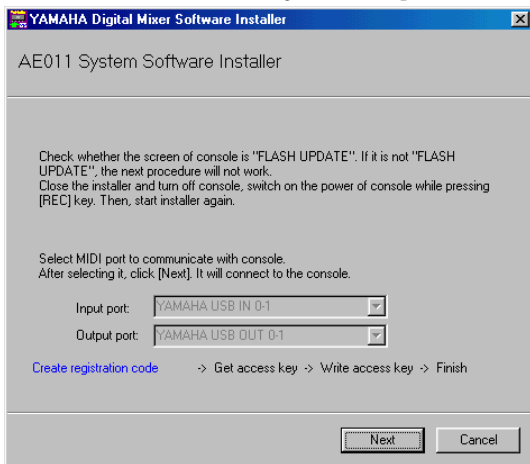 YAMAHA Digital Mixer Software Installer
AE011 System Software Installer
Check whether the screen of console is "FLASH UPDATE". If it is not "FLASH
UPDATE", the next procedure will not work.
Close the installer and turn off console, switch on the power of console while pressing
[REC] key. Then, start installer again.
Select MIDI port to communicate with console.
After selecting it, click [Next]. It will connect to the console.
Input port: YAMAHA USB IN 0-1
Output port: YAMAHA USB OUT 0-1
Create registration code -> Get access key -> Write access key -> Finish
Next Cancel